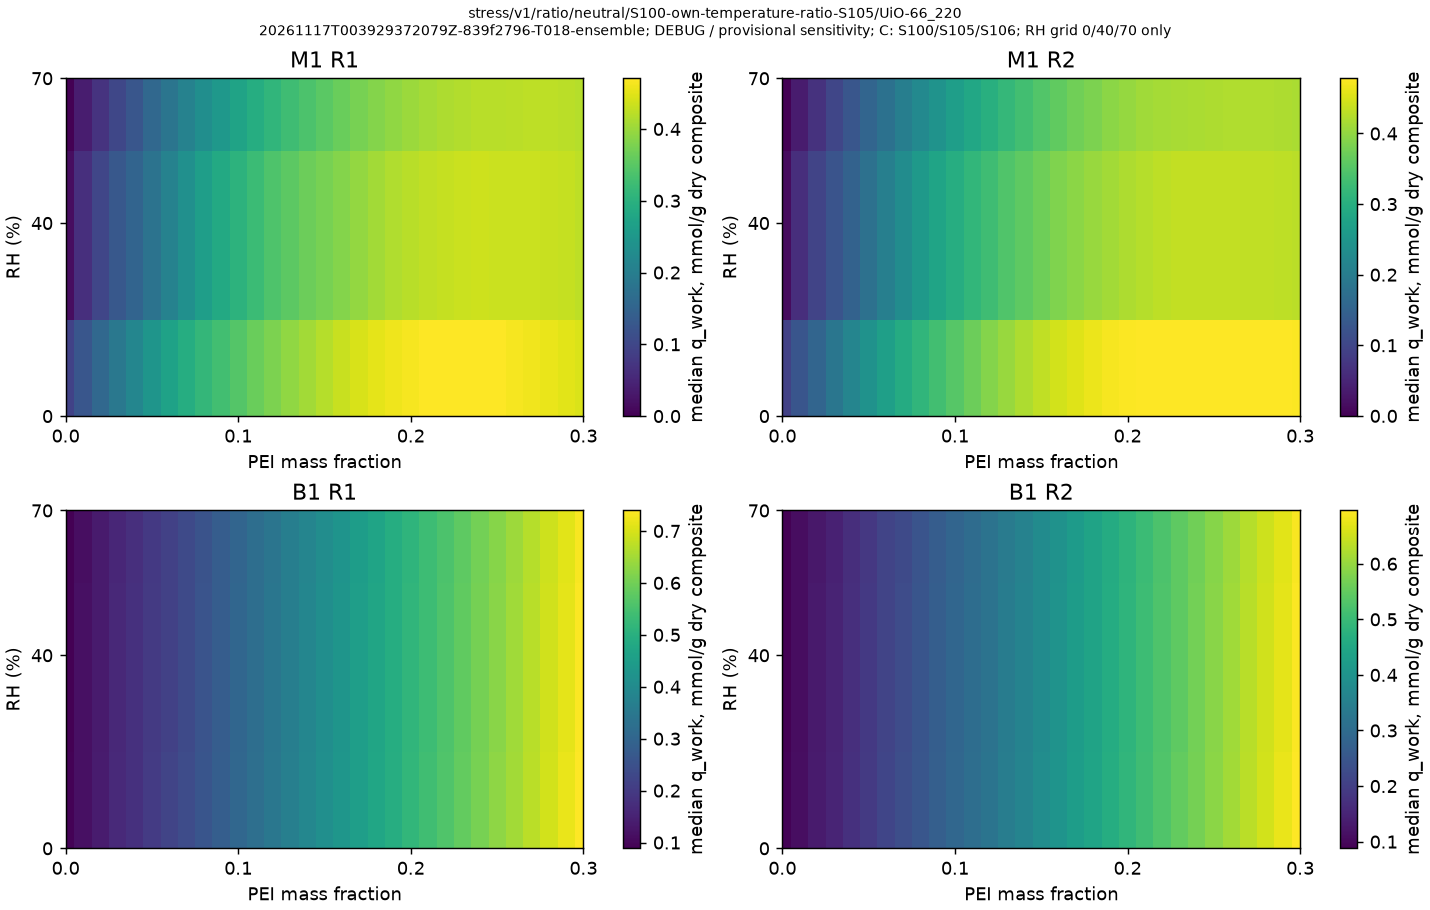 stress/v1/ratio/neutral/S100-own-temperature-ratio-S105/UiO-66_220
20261117T003929372079Z-839f2796-T018-ensemble; DEBUG / provisional sensitivity; C: S100/S105/S106; RH grid 0/40/70 only
M1 R1
70
40
0
RH (%)
0.0
0.1
0.2
0.3
PEI mass fraction
0.4
0.3
0.2
0.1
0.0
median q_work, mmol/g dry composite
M1 R2
70
40
0
RH (%)
0.0
0.1
0.2
0.3
PEI mass fraction
0.4
0.3
0.2
0.1
0.0
median q_work, mmol/g dry composite
B1 R1
70
40
0
RH (%)
0.0
0.1
0.2
0.3
PEI mass fraction
0.7
0.6
0.5
0.4
0.3
0.2
0.1
median q_work, mmol/g dry composite
B1 R2
70
40
0
RH (%)
0.0
0.1
0.2
0.3
PEI mass fraction
0.6
0.5
0.4
0.3
0.2
0.1
median q_work, mmol/g dry composite